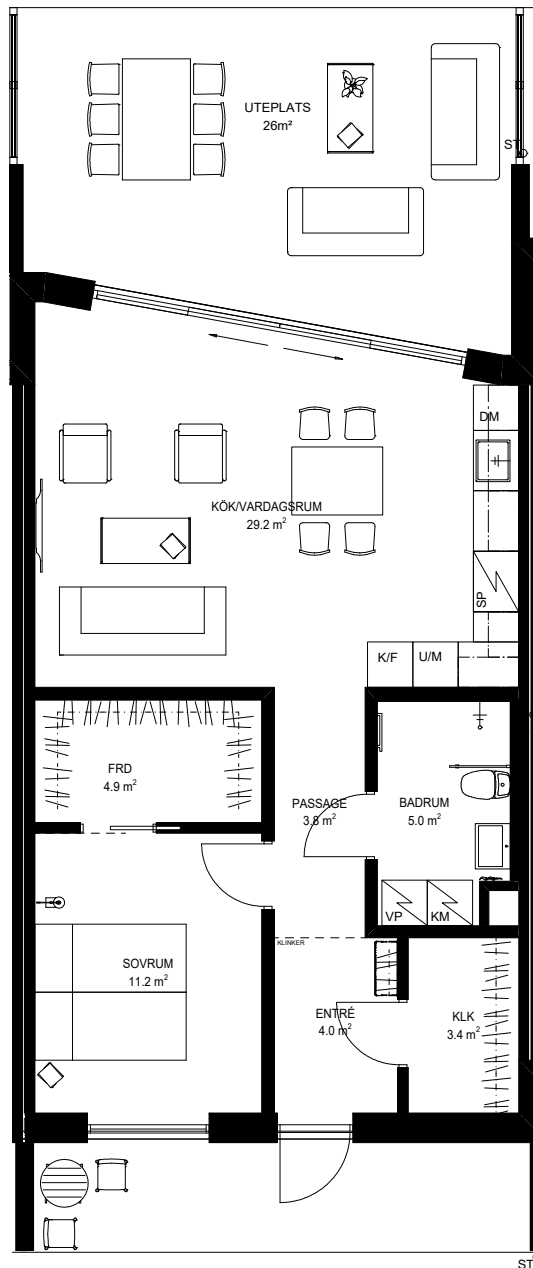 UTEPLATS
26m²
ST
DM
KÖK/VARDAGSRUM
29.2 m²
SP
K/F
U/M
FRD
4.9 m²
PASSAGE
3.8 m²
BADRUM
5.0 m²
VP
KM
KLINKER
SOVRUM
11.2 m²
ENTRÉ
4.0 m²
KLK
3.4 m²
ST